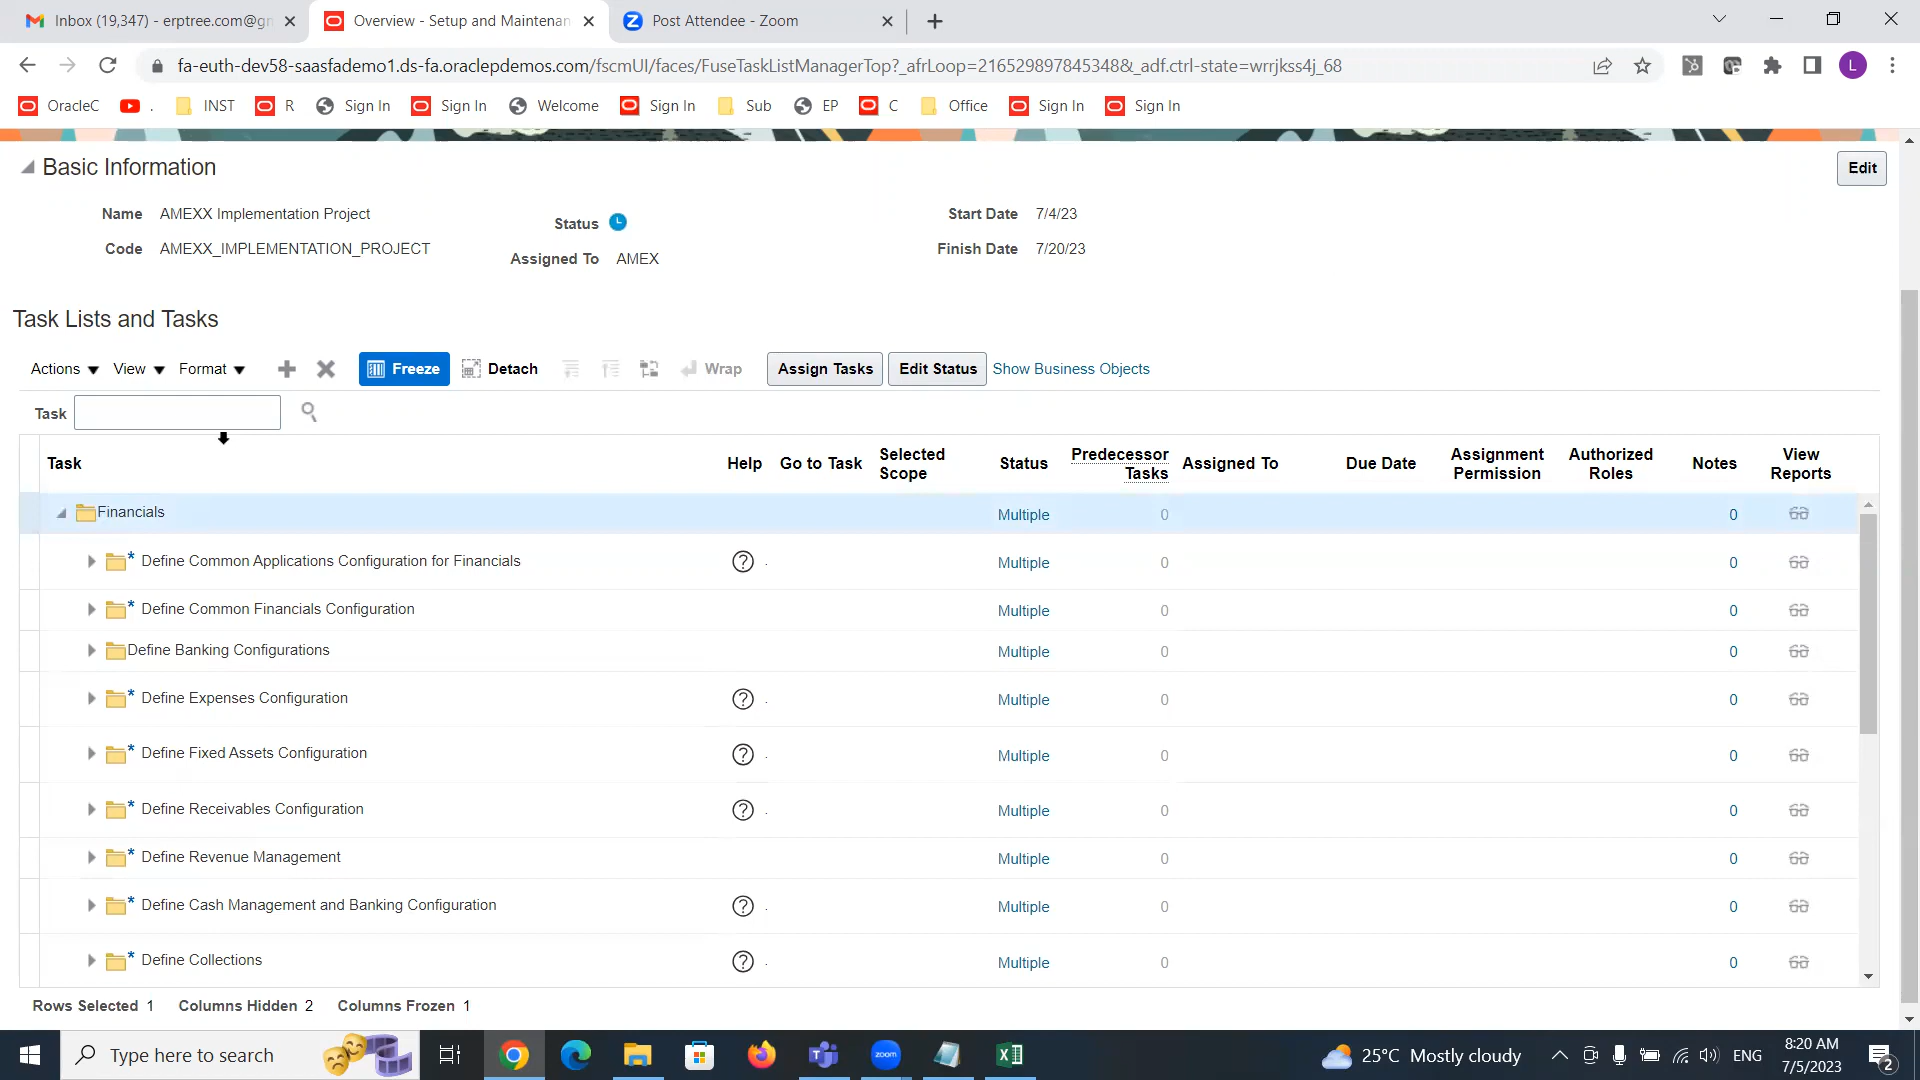 Inbox (19,347) - erptree.com@gm
Overview - Setup and Maintenan
Post Attendee - Zoom
fa-euth-dev58-saasfademo1.ds-fa.oraclepdemos.com/fscmUI/faces/FuseTaskListManagerTop?_afrLoop=21652989784534​8&_adf.ctrl-state=wrrjkss4j_68
L
OracleC . INST R Sign In Sign In Welcome Sign In Sub EP C Office Sign In Sign In
Basic Information
Edit
Name AMEXX Implementation Project
Status
Start Date 7/4/23
Code AMEXX_IMPLEMENTATION_PROJECT
Assigned To AMEX
Finish Date 7/20/23
Task Lists and Tasks
Actions View Format Freeze Detach Wrap Assign Tasks Edit Status Show Business Objects
Task
Task Help Go to Task Selected Scope Status Predecessor Tasks Assigned To Due Date Assignment Permission Authorized Roles Notes View Reports
Financials Multiple 0 0
* Define Common Applications Configuration for Financials . Multiple 0 0
* Define Common Financials Configuration Multiple 0 0
Define Banking Configurations Multiple 0 0
* Define Expenses Configuration . Multiple 0 0
* Define Fixed Assets Configuration . Multiple 0 0
* Define Receivables Configuration . Multiple 0 0
* Define Revenue Management Multiple 0 0
* Define Cash Management and Banking Configuration . Multiple 0 0
* Define Collections . Multiple 0 0
Rows Selected 1 Columns Hidden 2 Columns Frozen 1
Type here to search
zoom
25°C Mostly cloudy
ENG
8:20 AM
7/5/2023
2